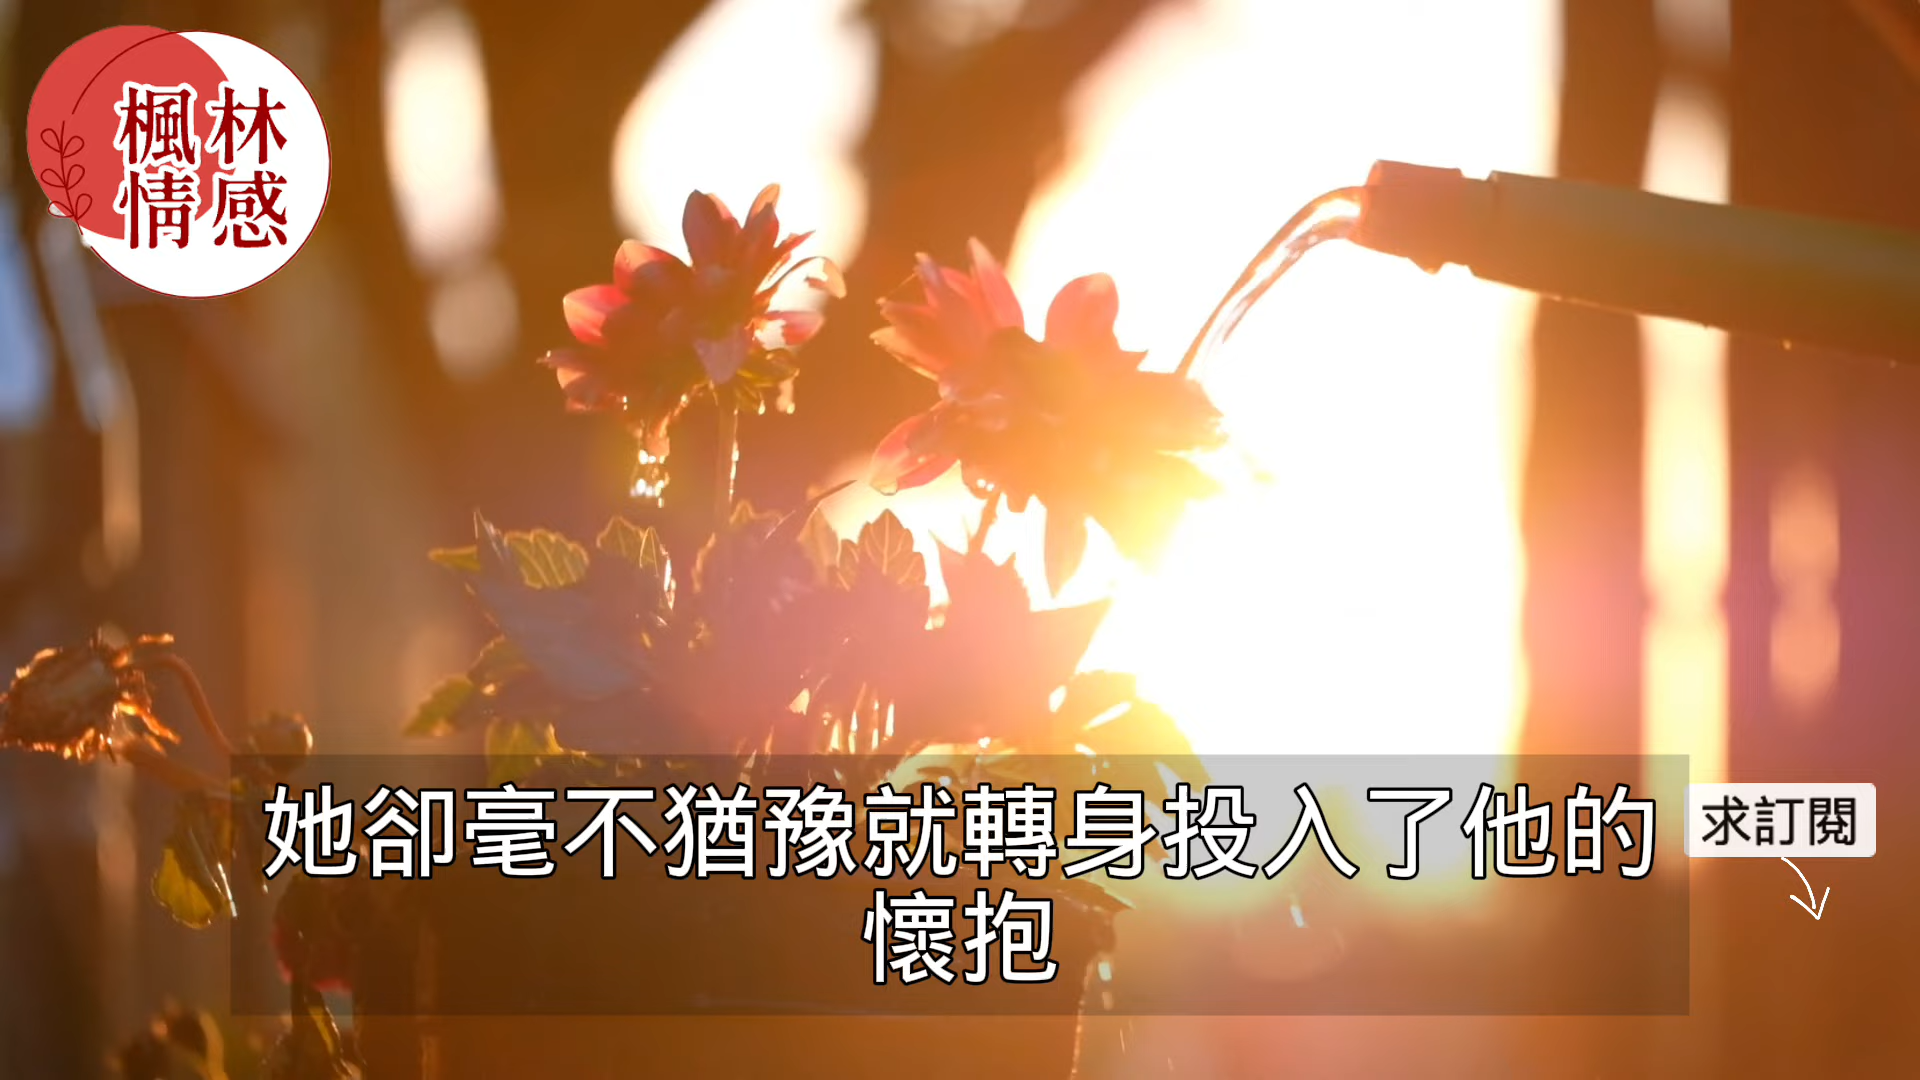 楓林
情感
她卻毫不猶豫就轉身投入了他的
懷抱
求訂閱